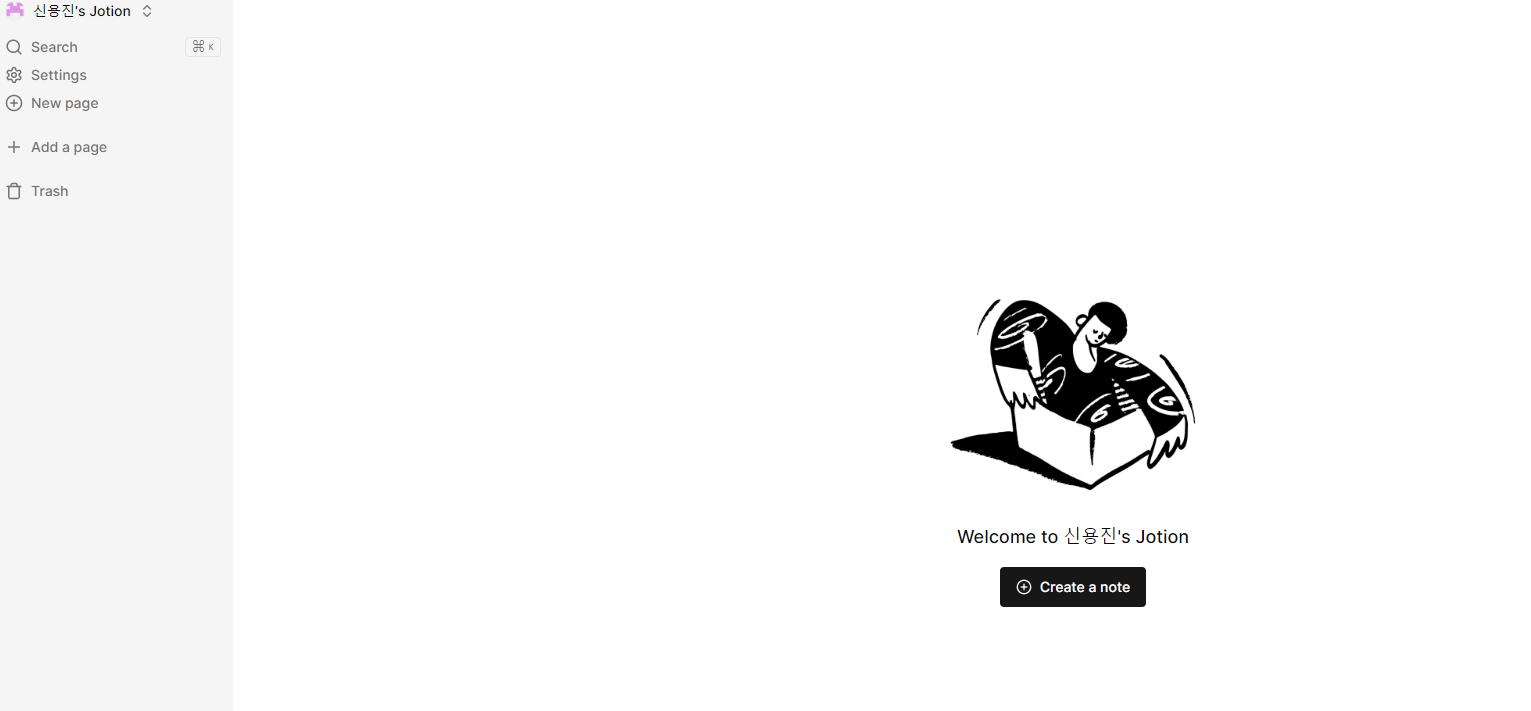 신용진's Jotion
Search ⌘ K
Settings
New page
Add a page
Trash
Welcome to 신용진's Jotion
Create a note